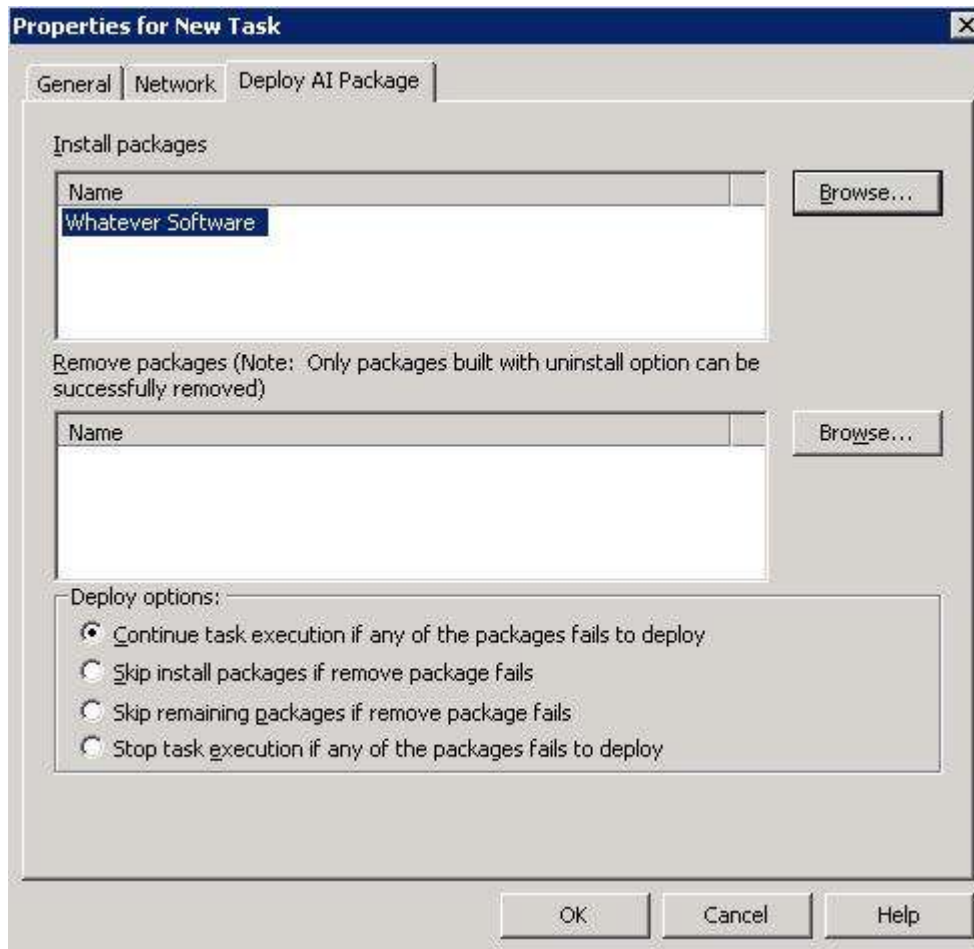 Properties for New Task
General
Network
Deploy AI Package
Install packages
Name
Browse...
Whatever Software
Remove packages (Note: Only packages built with uninstall option can be
successfully removed)
Name
Browse...
Deploy options:
Continue task execution if any of the packages fails to deploy
Skip install packages if remove package fails
Skip remaining packages if remove package fails
Stop task execution if any of the packages fails to deploy
OK
Cancel
Help